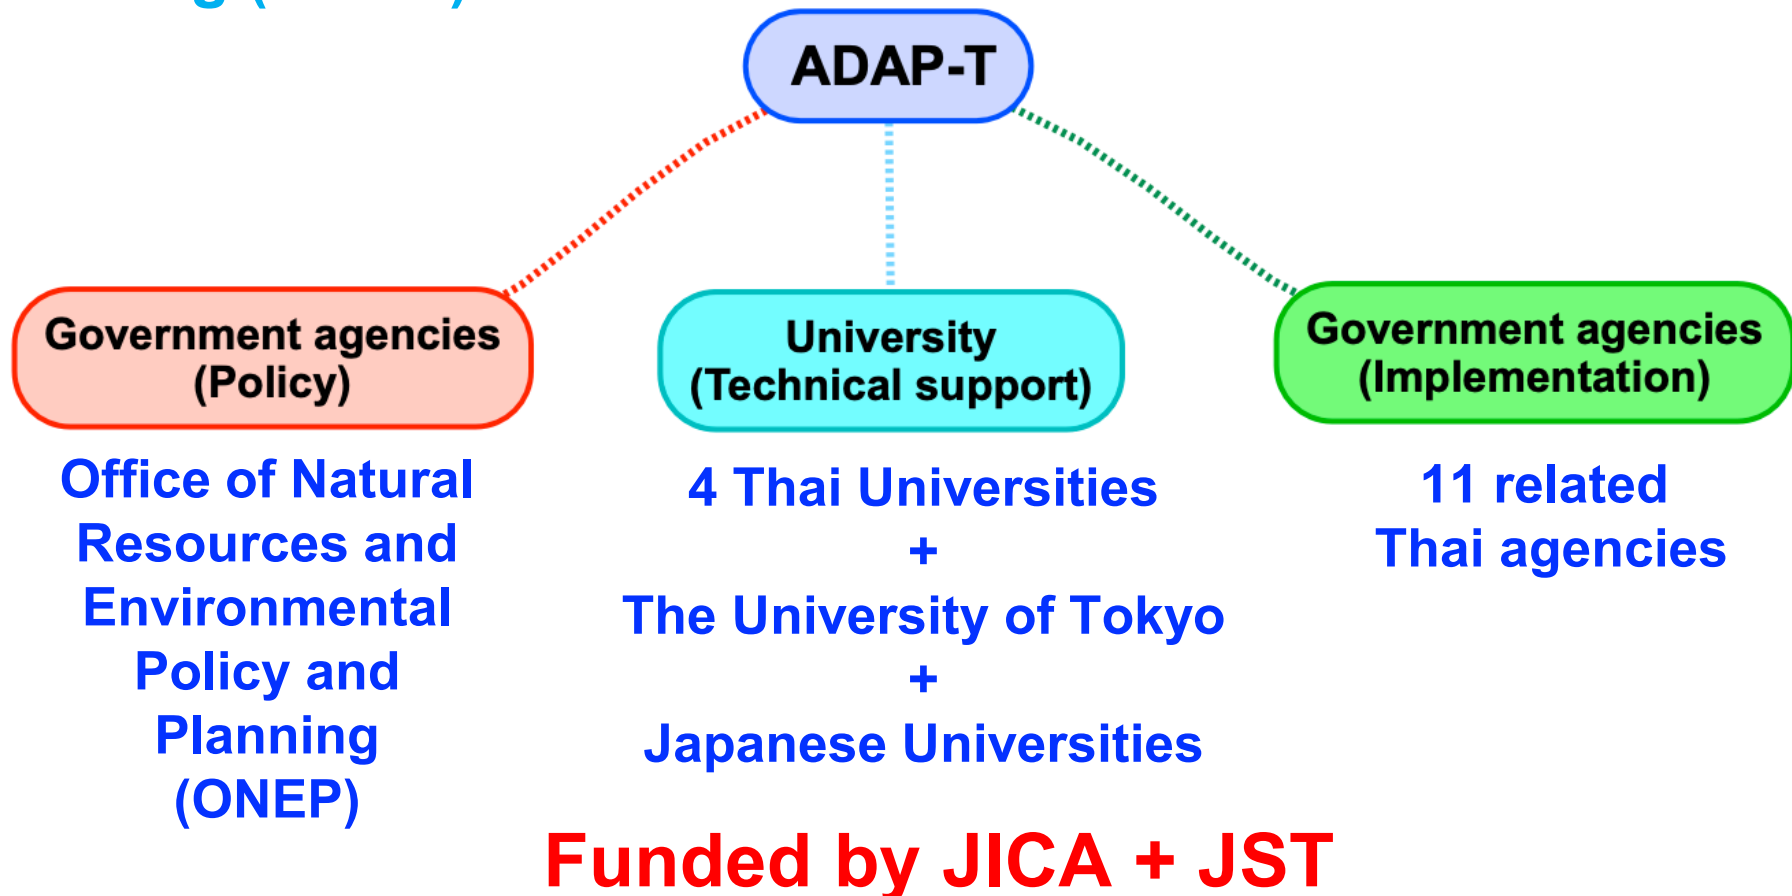 ADAP-T
Government agencies
(Policy)
University
(Technical support)
Government agencies
(Implementation)
Office of Natural
Resources and
Environmental
Policy and
Planning
(ONEP)
4 Thai Universities
+
The University of Tokyo
+
Japanese Universities
11 related
Thai agencies
Funded by JICA + JST